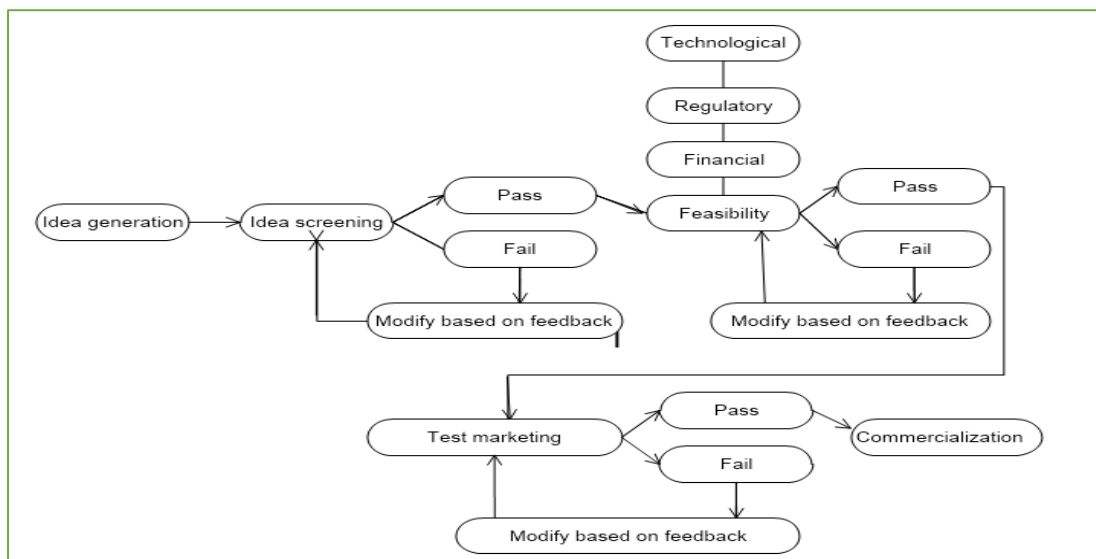 Technological
Regulatory
Financial
Pass
Pass
Idea generation
Idea screening
Feasibility
Fail
Fail
Modify based on feedback
Modify based on feedback
Pass
Test marketing
Commercialization
Fail
Modify based on feedback